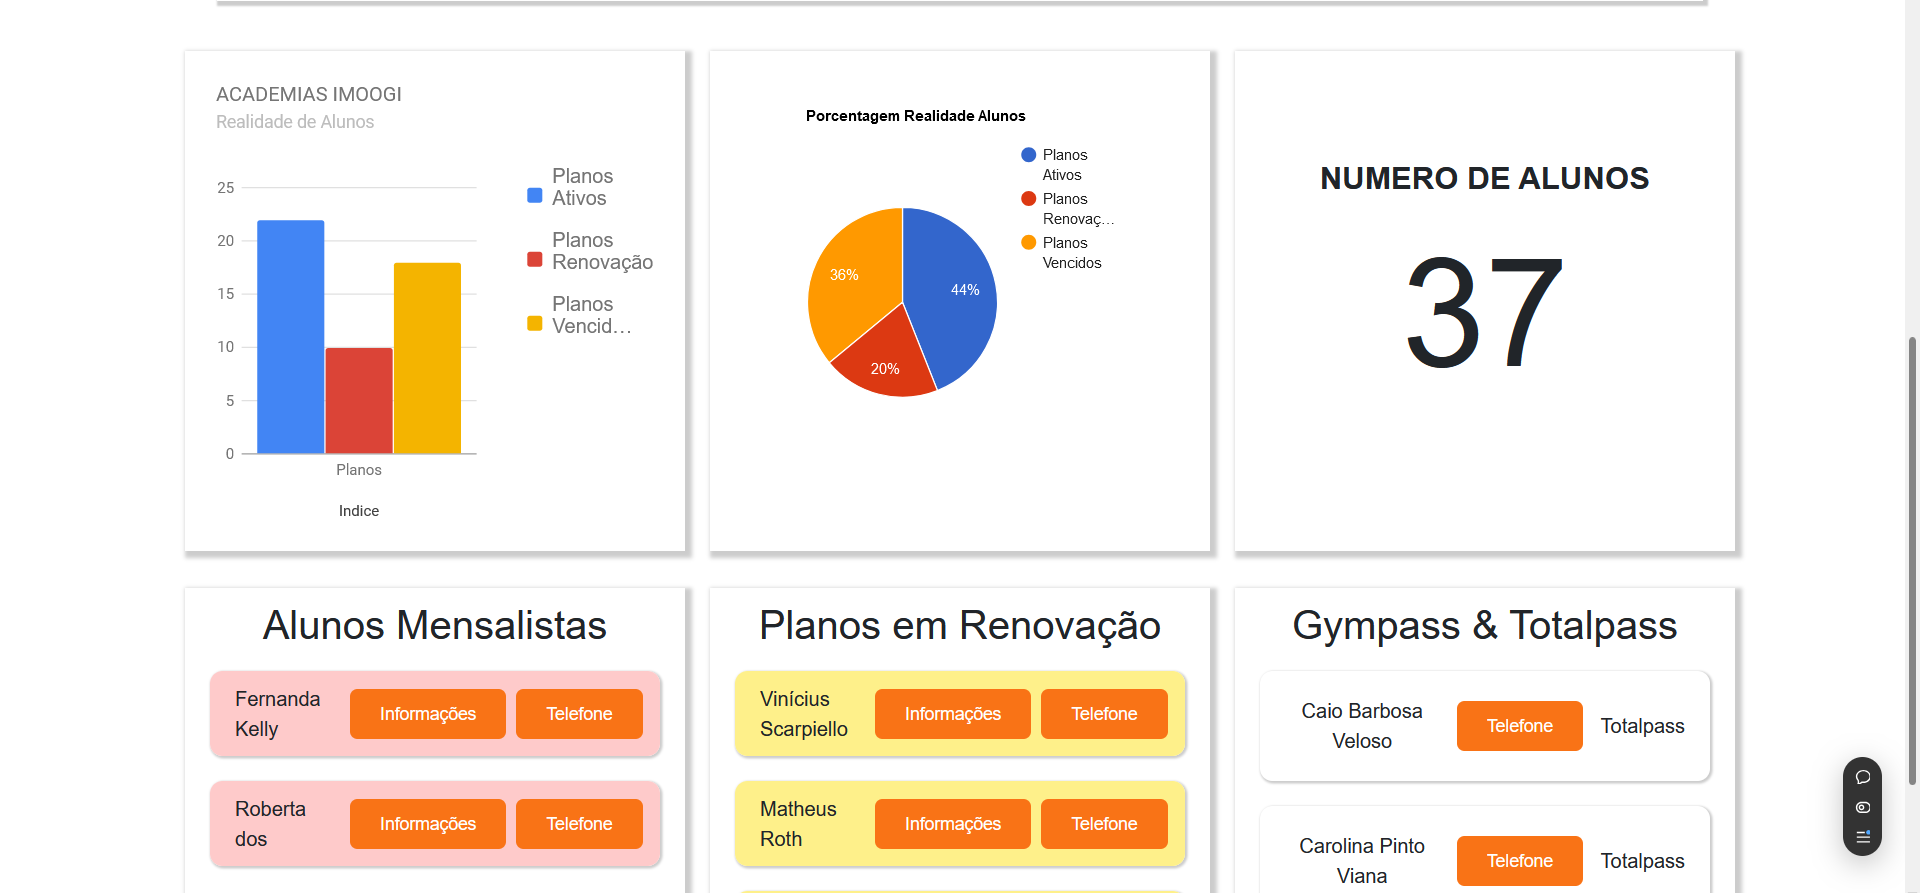 ACADEMIAS IMOOGI
Realidade de Alunos
25
20
15
10
5
0
Planos
Indice
Planos
Ativos
Planos
Renovação
Planos
Vencid…
Porcentagem Realidade Alunos
36%
44%
20%
Planos
Ativos
Planos
Renovaç…
Planos
Vencidos
NUMERO DE ALUNOS
37
Alunos Mensalistas
Fernanda
Kelly
Informações
Telefone
Roberta
dos
Informações
Telefone
Planos em Renovação
Vinícius
Scarpiello
Informações
Telefone
Matheus
Roth
Informações
Telefone
Gympass & Totalpass
Caio Barbosa
Veloso
Telefone
Totalpass
Carolina Pinto
Viana
Telefone
Totalpass